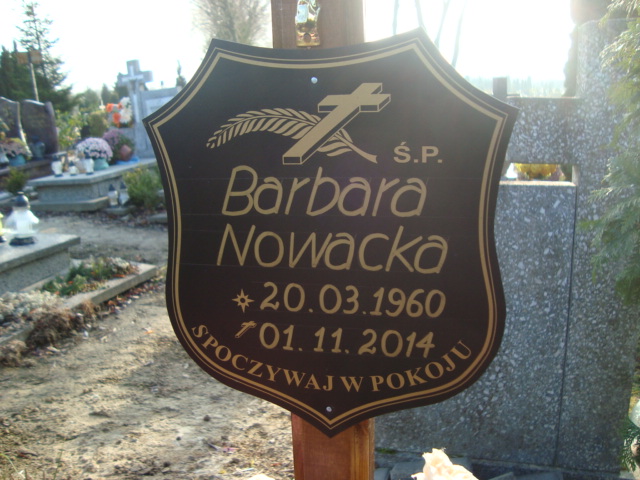 Ś.P.
Barbara
Nowacka
20.03.1960
01.11.2014
SPOCZYWAJ W POKOJU